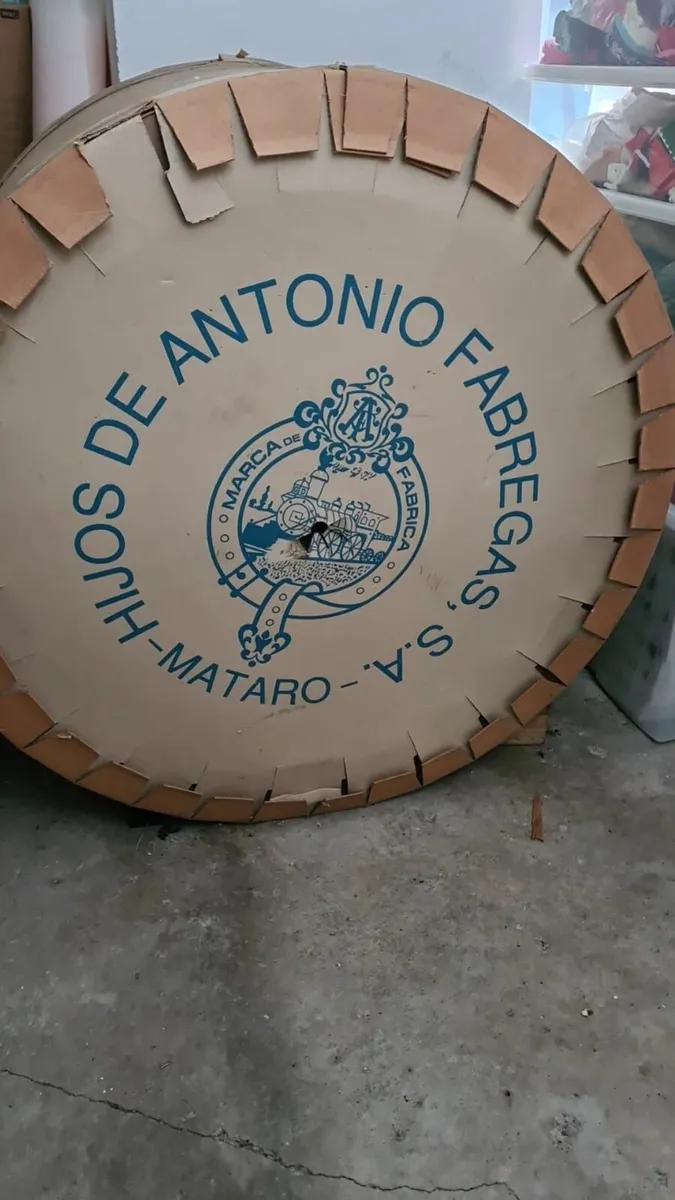 HIJOS DE ANTONIO FABREGAS, S.A.
-MATARO-
MARCA DE FABRICA